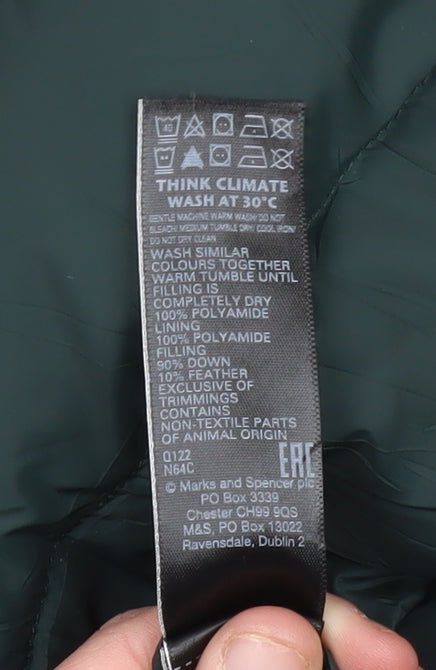 40
THINK CLIMATE
WASH AT 30°C
GENTLE MACHINE WARM WASH/ DO NOT
BLEACH/ MEDIUM TUMBLE DRY/ COOL IRON/
DO NOT DRY CLEAN
WASH SIMILAR
COLOURS TOGETHER
WARM TUMBLE UNTIL
FILLING IS
COMPLETELY DRY
100% POLYAMIDE
LINING
100% POLYAMIDE
FILLING
90% DOWN
10% FEATHER
EXCLUSIVE OF
TRIMMINGS
CONTAINS
NON-TEXTILE PARTS
OF ANIMAL ORIGIN
Q122
N64C EAC
© Marks and Spencer plc
PO Box 3339
Chester CH99 9QS
M&S, PO Box 13022
Ravensdale, Dublin 2